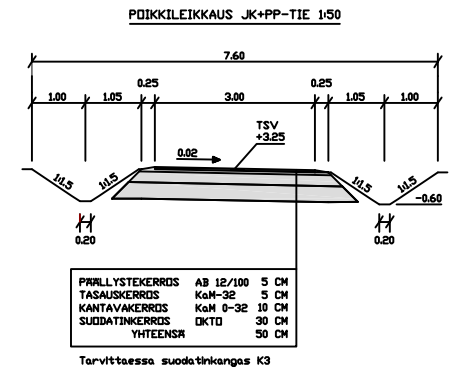 POIKKILEIKKAUS JK+PP-TIE 1:50
7.60
0.25 0.25
1.00 1.05 3.00 1.05 1.00
TSV
+3.25
0.02
1:1.5 1:1.5 1:1.5 1:1.5
-0.60
0.20 0.20
PÄÄLLYSTEKERROS AB 12/100 5 CM
TASAUSKERROS KaM-32 5 CM
KANTAVAKERROS KaM 0-32 10 CM
SUODATINKERROS OKTO 30 CM
YHTEENSÄ 50 CM
Tarvittaessa suodatinkangas K3